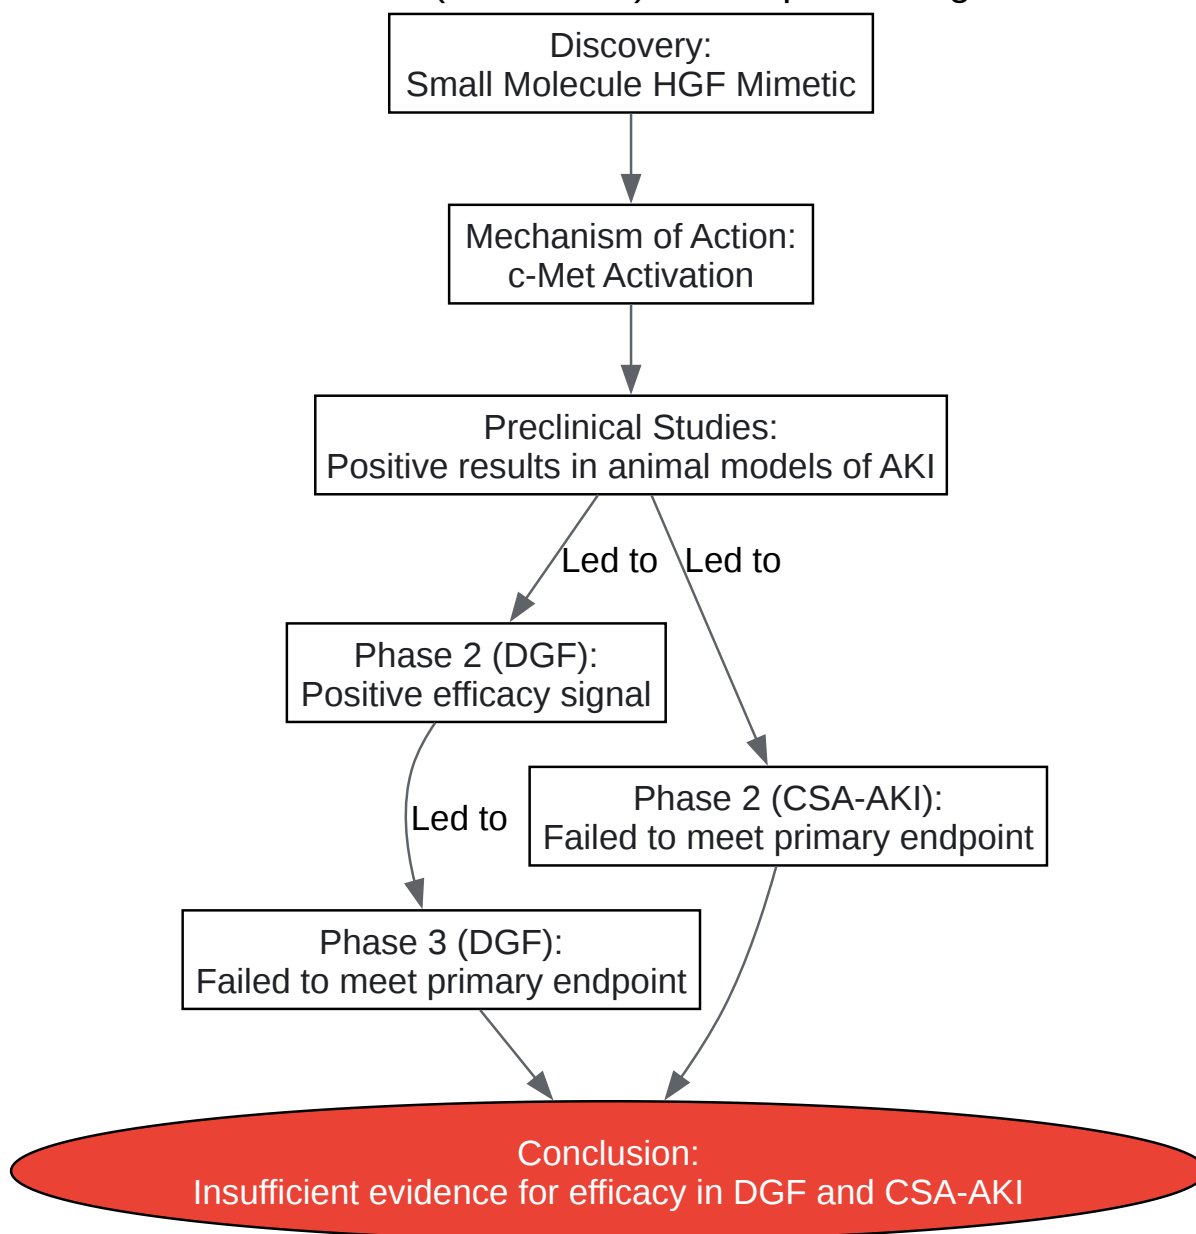 Discovery:
Small Molecule HGF Mimetic
Mechanism of Action:
c-Met Activation
Preclinical Studies:
Positive results in animal models of AKI
Led to
Led to
Phase 2 (DGF):
Positive efficacy signal
Phase 2 (CSA-AKI):
Failed to meet primary endpoint
Led to
Phase 3 (DGF):
Failed to meet primary endpoint
Conclusion:
Insufficient evidence for efficacy in DGF and CSA-AKI